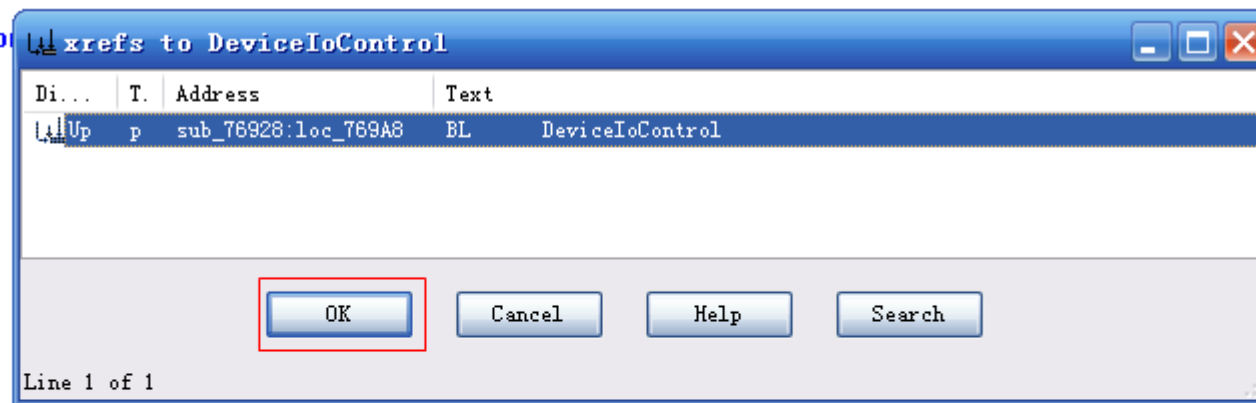 xrefs to DeviceIoControl
Di... T. Address Text
Up p sub_76928:loc_769A8 BL DeviceIoControl
OK Cancel Help Search
Line 1 of 1